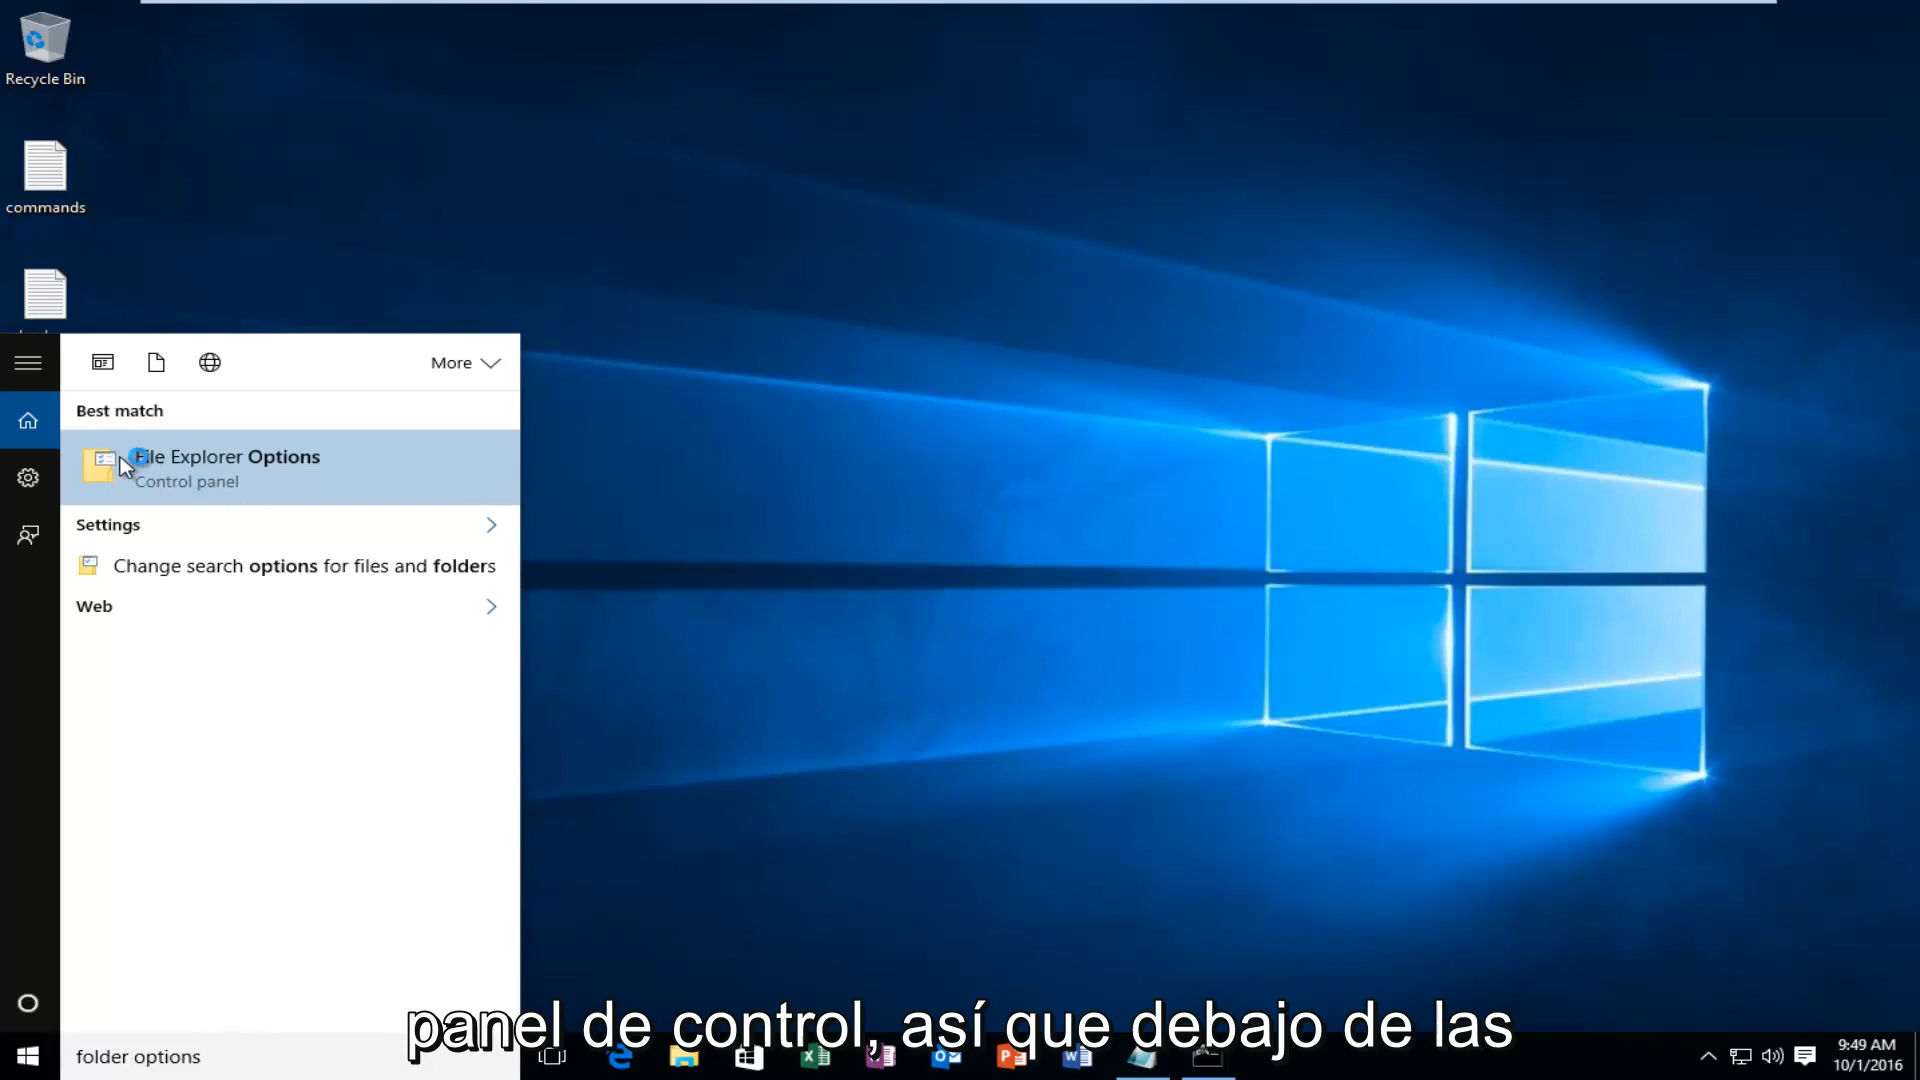 Recycle Bin
commands
More
Best match
File Explorer Options
Control panel
Settings
Change search options for files and folders
Web
panel de control, así que debajo de las
folder options
9:49 AM
10/1/2016